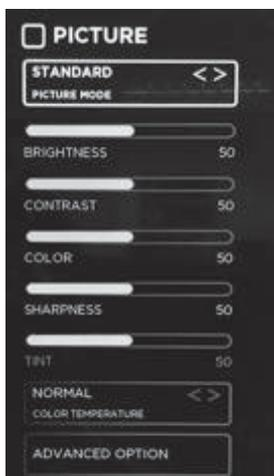 PICTURE
STANDARD < >
PICTURE MODE
BRIGHTNESS 50
CONTRAST 50
COLOR 50
SHARPNESS 50
TINT 50
NORMAL < >
COLOR TEMPERATURE
ADVANCED OPTION